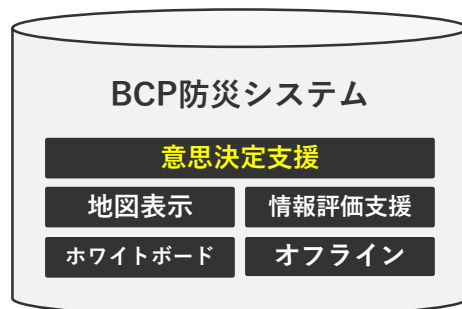 BCP防災システム
意思決定支援
地図表示
情報評価支援
ホワイトボード
オフライン